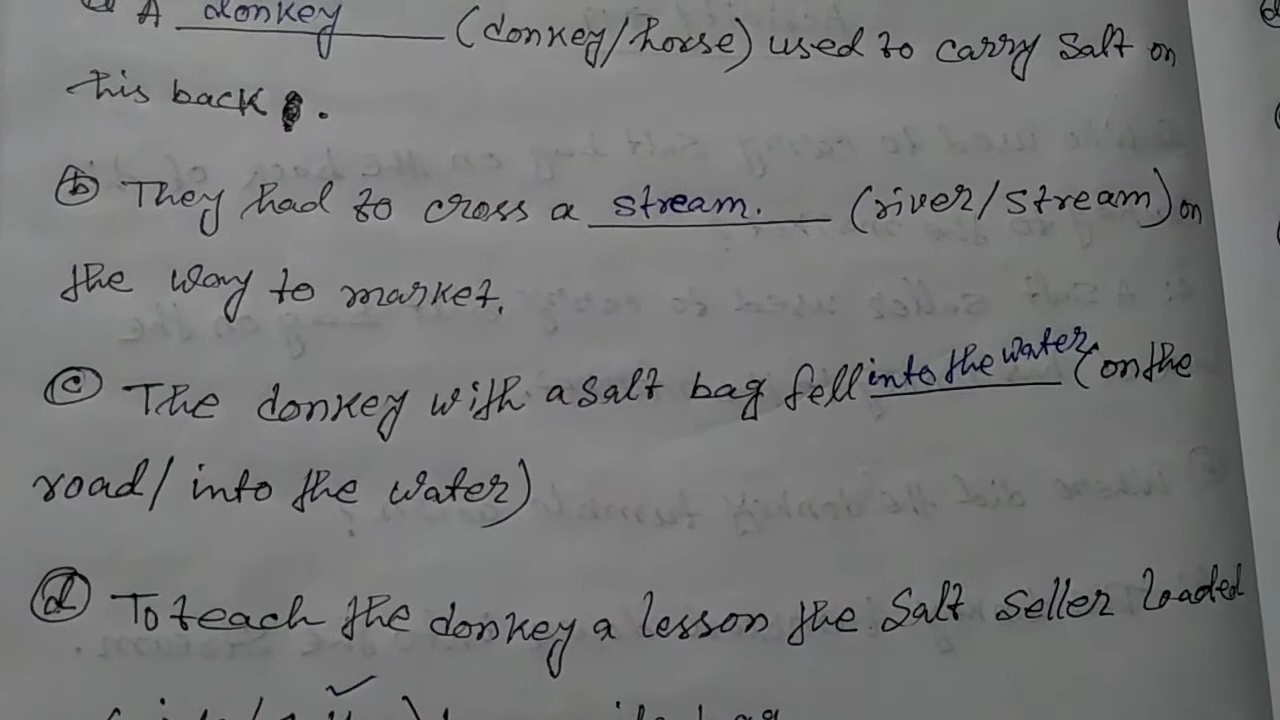 A donkey (donkey/horse) used to carry salt on
his back.
(b) They had to cross a stream. (river/stream) on
the way to market.
(c) The donkey with a salt bag fell into the water (on the
road/ into the water)
(d) To teach the donkey a lesson the salt seller loaded